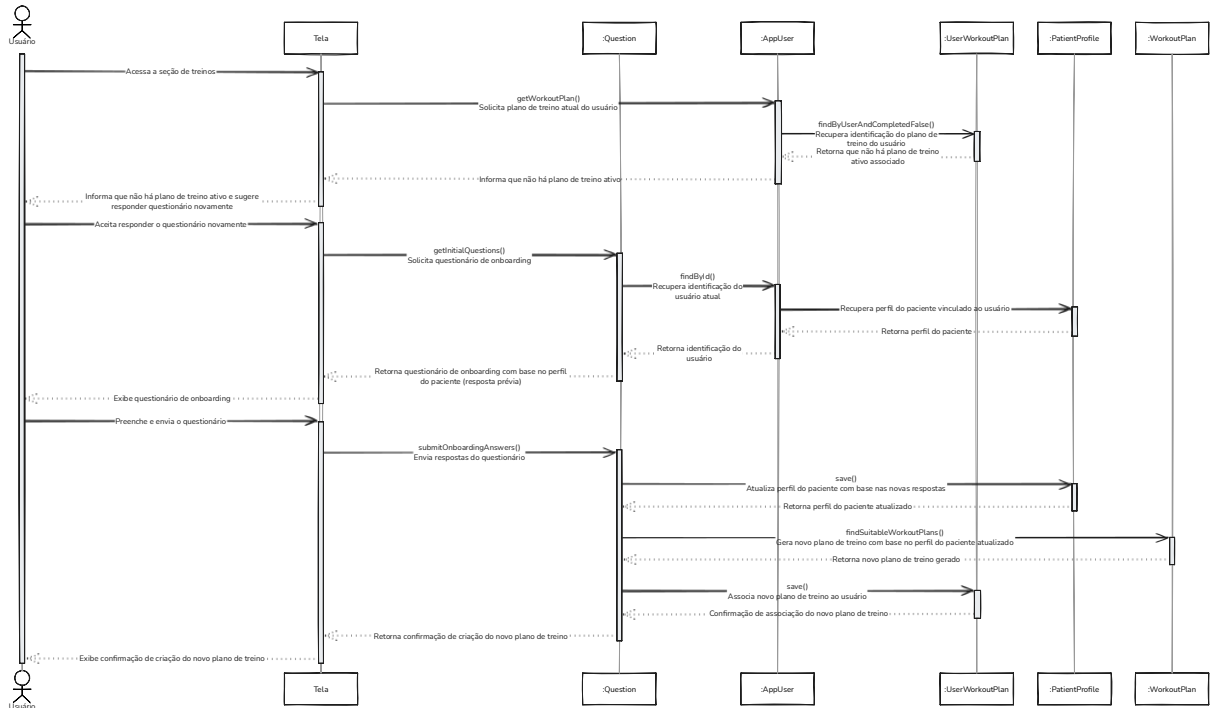 Usuário
Tela
:Question
:AppUser
:UserWorkoutPlan
:PatientProfile
:WorkoutPlan
Acessa a seção de treinos
getWorkoutPlan()
Solicita plano de treino atual do usuário
findByUserAndCompletedFalse()
Recupera identificação do plano de
treino do usuário
Retorna que não há plano de treino
ativo associado
Informa que não há plano de treino ativo
Informa que não há plano de treino ativo e sugere
responder questionário novamente
Aceita responder o questionário novamente
getInitialQuestions()
Solicita questionário de onboarding
findById()
Recupera identificação do
usuário atual
Recupera perfil do paciente vinculado ao usuário
Retorna perfil do paciente
Retorna identificação do
usuário
Retorna questionário de onboarding com base no perfil
do paciente (resposta prévia)
Exibe questionário de onboarding
Preenche e envia o questionário
submitOnboardingAnswers()
Envia respostas do questionário
save()
Atualiza perfil do paciente com base nas novas respostas
Retorna perfil do paciente atualizado
findSuitableWorkoutPlans()
Gera novo plano de treino com base no perfil do paciente atualizado
Retorna novo plano de treino gerado
save()
Associa novo plano de treino ao usuário
Confirmação de associação do novo plano de treino
Retorna confirmação de criação do novo plano de treino
Exibe confirmação de criação do novo plano de treino
Usuário
Tela
:Question
:AppUser
:UserWorkoutPlan
:PatientProfile
:WorkoutPlan